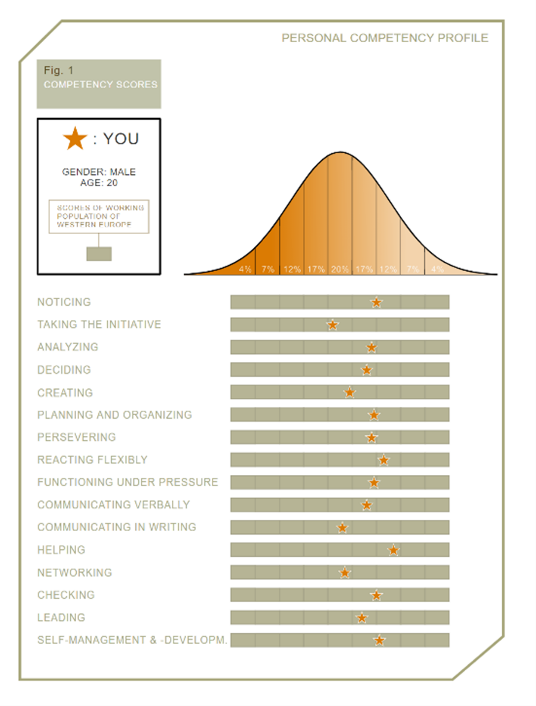 PERSONAL COMPETENCY PROFILE
Fig. 1
COMPETENCY SCORES
: YOU
GENDER: MALE
AGE: 20
SCORES OF WORKING
POPULATION OF
WESTERN EUROPE
4% 7% 12% 17% 20% 17% 12% 7% 4%
NOTICING
TAKING THE INITIATIVE
ANALYZING
DECIDING
CREATING
PLANNING AND ORGANIZING
PERSEVERING
REACTING FLEXIBLY
FUNCTIONING UNDER PRESSURE
COMMUNICATING VERBALLY
COMMUNICATING IN WRITING
HELPING
NETWORKING
CHECKING
LEADING
SELF-MANAGEMENT & -DEVELOPM.